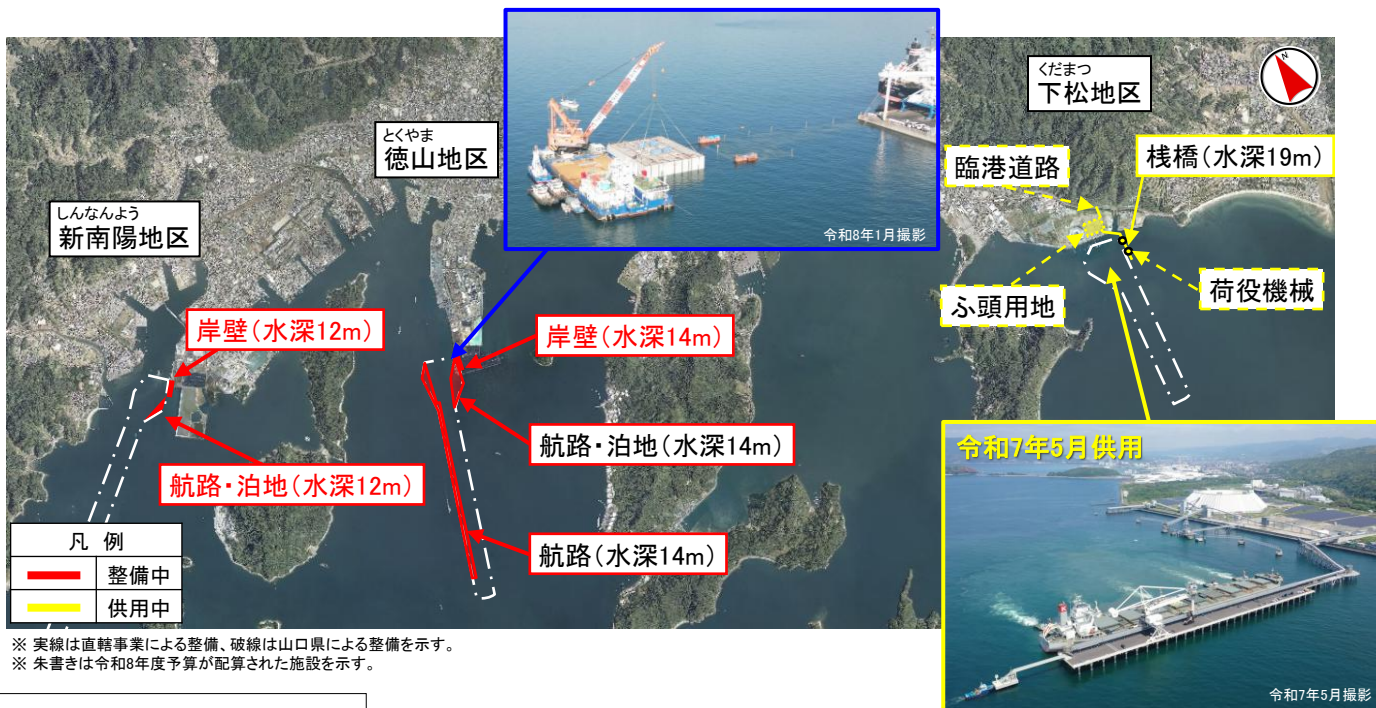 しんなんよう
新南陽地区
とくやま
徳山地区
令和8年1月撮影
くだまつ
下松地区
N
臨港道路
桟橋(水深19m)
ふ頭用地
荷役機械
岸壁(水深12m)
岸壁(水深14m)
航路・泊地(水深14m)
航路・泊地(水深12m)
航路(水深14m)
令和7年5月供用
令和7年5月撮影
凡 例
整備中
供用中
※ 実線は直轄事業による整備、破線は山口県による整備を示す。
※ 朱書きは令和8年度予算が配算された施設を示す。